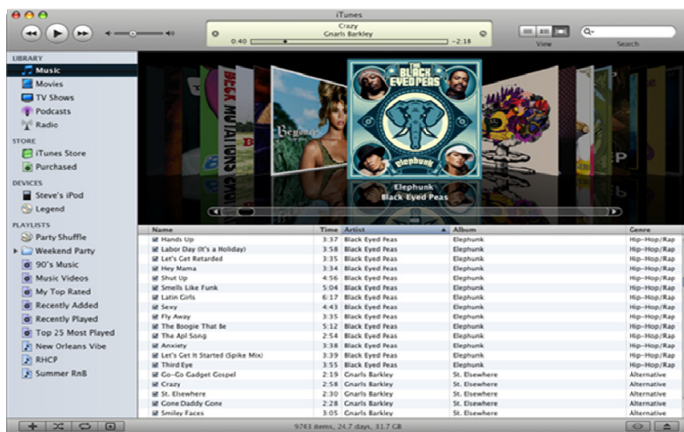 iTunes
Crazy
Gnarls Barkley
0:40
-2:18
View
Search
LIBRARY
Music
Movies
TV Shows
Podcasts
Radio
STORE
iTunes Store
Purchased
DEVICES
Steve's iPod
Legend
PLAYLISTS
Party Shuffle
Weekend Party
90's Music
Music Videos
My Top Rated
Recently Added
Recently Played
Top 25 Most Played
New Orleans Vibe
RHCP
Summer RnB
BECK MUTATIONS
Beyoncé
THE
BLACK
EYED PEAS
Elephunk
Elephunk
Black Eyed Peas
Name Time Artist Album Genre
Hands Up 3:37 Black Eyed Peas Elephunk Hip-Hop/Rap
Labor Day (It's a Holiday) 3:58 Black Eyed Peas Elephunk Hip-Hop/Rap
Let's Get Retarded 3:35 Black Eyed Peas Elephunk Hip-Hop/Rap
Hey Mama 3:34 Black Eyed Peas Elephunk Hip-Hop/Rap
Shut Up 4:56 Black Eyed Peas Elephunk Hip-Hop/Rap
Smells Like Funk 5:04 Black Eyed Peas Elephunk Hip-Hop/Rap
Latin Girls 6:17 Black Eyed Peas Elephunk Hip-Hop/Rap
Sexy 4:43 Black Eyed Peas Elephunk Hip-Hop/Rap
Fly Away 3:35 Black Eyed Peas Elephunk Hip-Hop/Rap
The Boogie That Be 5:12 Black Eyed Peas Elephunk Hip-Hop/Rap
The Apl Song 2:54 Black Eyed Peas Elephunk Hip-Hop/Rap
Anxiety 3:38 Black Eyed Peas Elephunk Hip-Hop/Rap
Let's Get It Started (Spike Mix) 3:39 Black Eyed Peas Elephunk Hip-Hop/Rap
Third Eye 3:55 Black Eyed Peas Elephunk Hip-Hop/Rap
Go-Go Gadget Gospel 2:19 Gnarls Barkley St. Elsewhere Alternative
Crazy 2:58 Gnarls Barkley St. Elsewhere Alternative
St. Elsewhere 2:30 Gnarls Barkley St. Elsewhere Alternative
Gone Daddy Gone 2:28 Gnarls Barkley St. Elsewhere Alternative
Smiley Faces 3:05 Gnarls Barkley St. Elsewhere Alternative
9743 items, 24.7 days, 31.7 GB